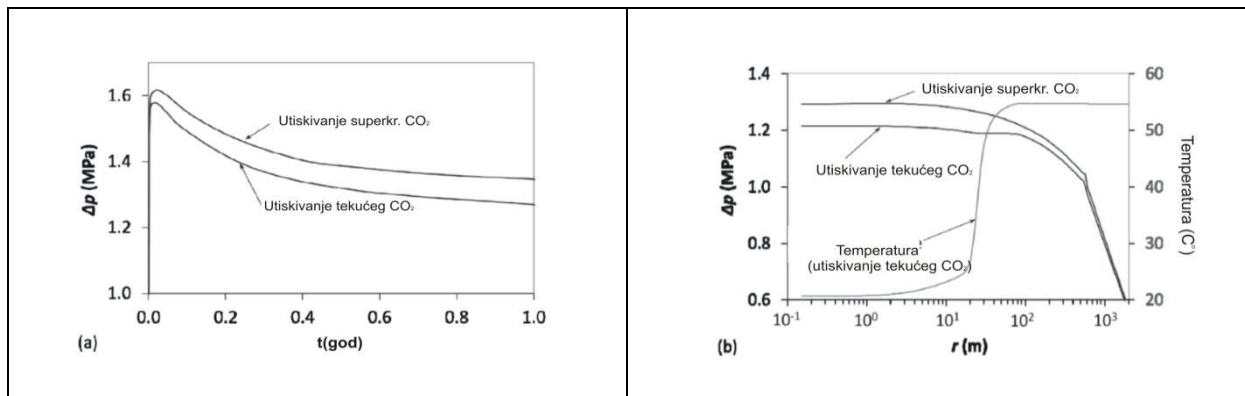 Δp (MPa)
1.6
1.4
1.2
1.0
Utiskivanje superkr. CO₂
Utiskivanje tekućeg CO₂
0.0 0.2 0.4 0.6 0.8 1.0
(a)
t(god)
Δp (MPa)
1.4
1.2
1.0
0.8
0.6
Utiskivanje superkr. CO₂
Utiskivanje tekućeg CO₂
Temperatura
(utiskivanje tekućeg CO₂)
60
50
40
30
20
Temperatura (C°)
10⁻¹ 10⁰ 10¹ 10² 10³
(b)
r (m)